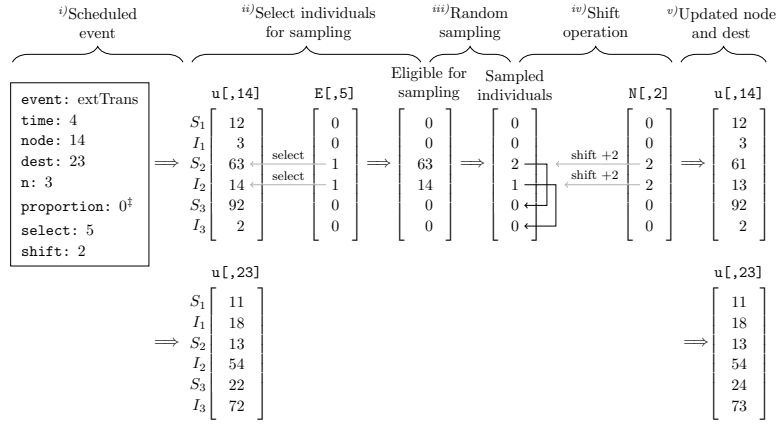 i)Scheduled event
ii)Select individuals for sampling
iii)Random sampling
iv)Shift operation
v)Updated node and dest
event: extTrans
time: 4
node: 14
dest: 23
n: 3
proportion: 0‡
select: 5
shift: 2
⟹
u[,14] E[,5] Eligible for sampling Sampled individuals N[,2] u[,14]
S1 12 0 0 0 0 12
I1 3 0 0 0 0 3
S2 63 select 1 ⟹ 63 ⟹ 2 shift +2 2 ⟹ 61
I2 14 select 1 14 1 shift +2 2 13
S3 92 0 0 0 0 92
I3 2 0 0 0 0 2
u[,23] u[,23]
S1 11 11
I1 18 18
⟹ S2 13 ⟹ 13
I2 54 54
S3 22 24
I3 72 73